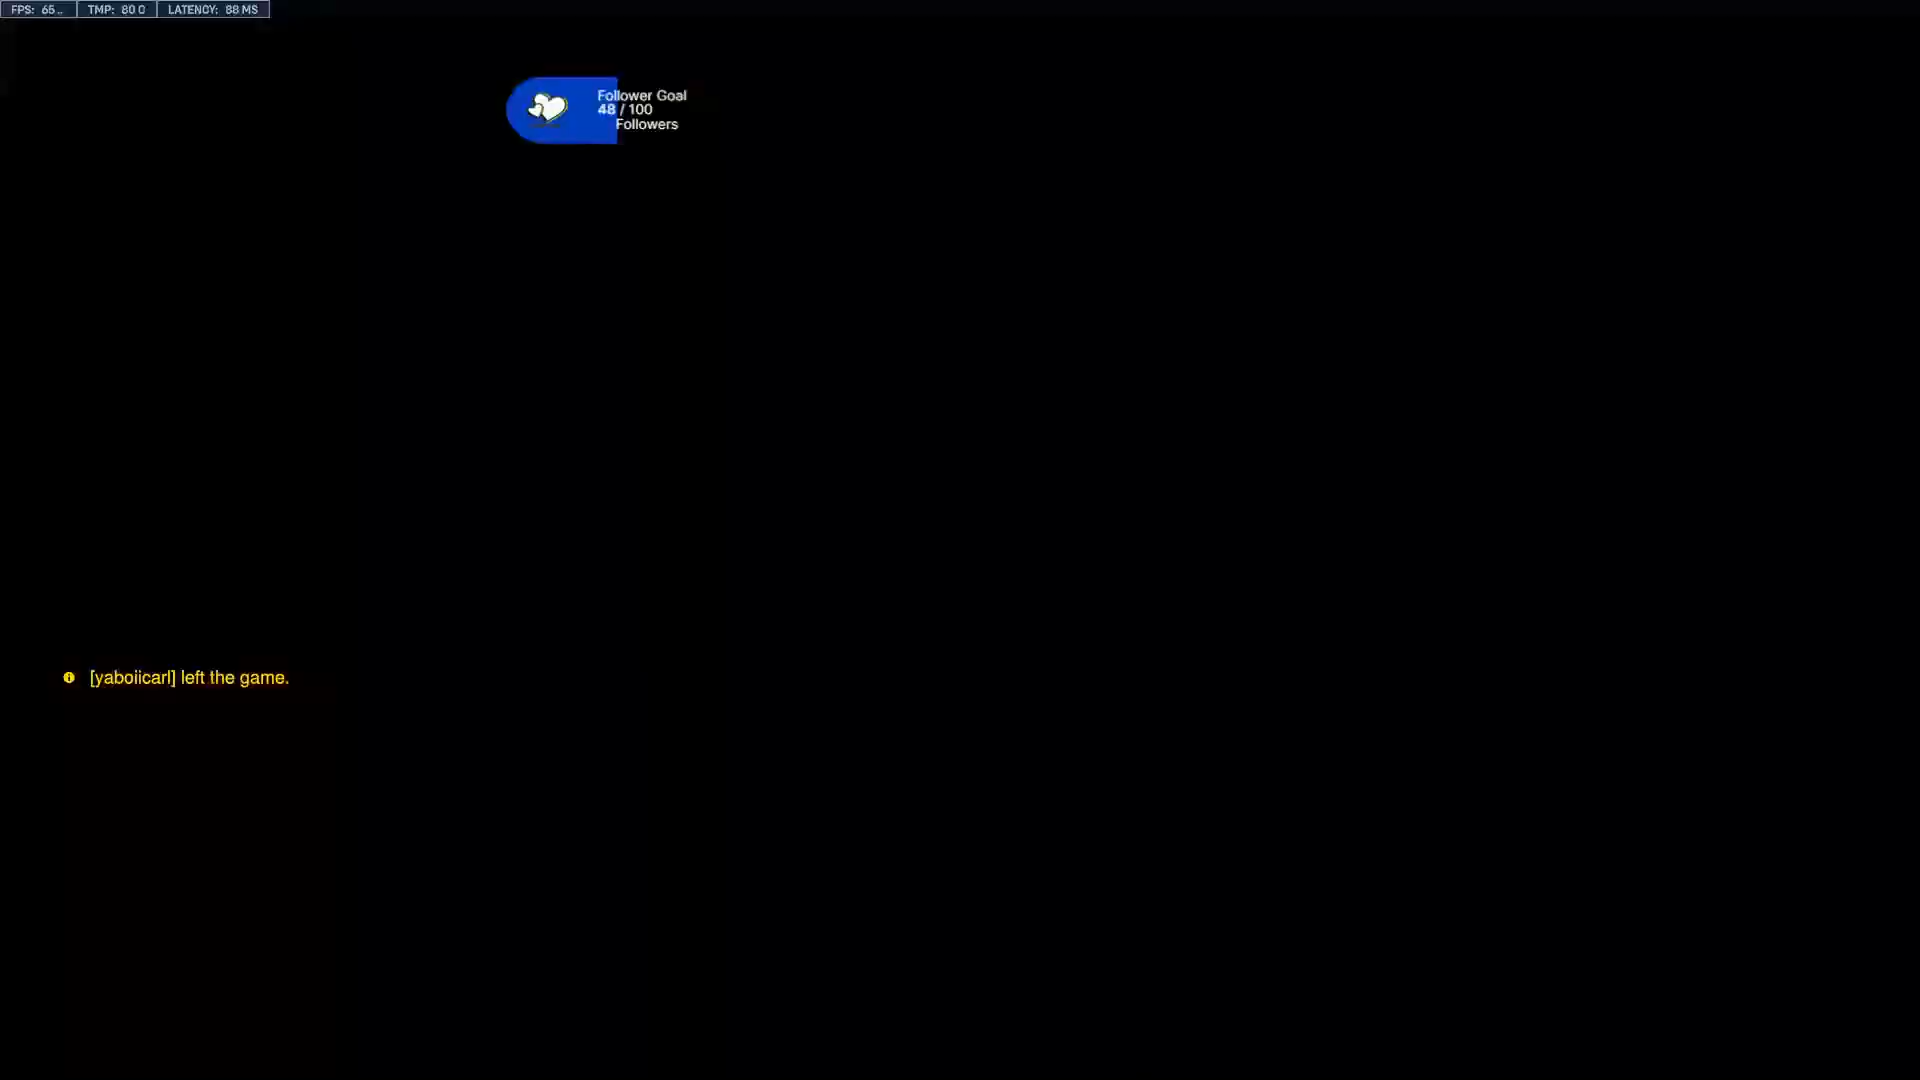 FPS: 65..
TMP: 80 C
LATENCY: 88 MS
Follower Goal
48 / 100
Followers
[yaboiicarl] left the game.